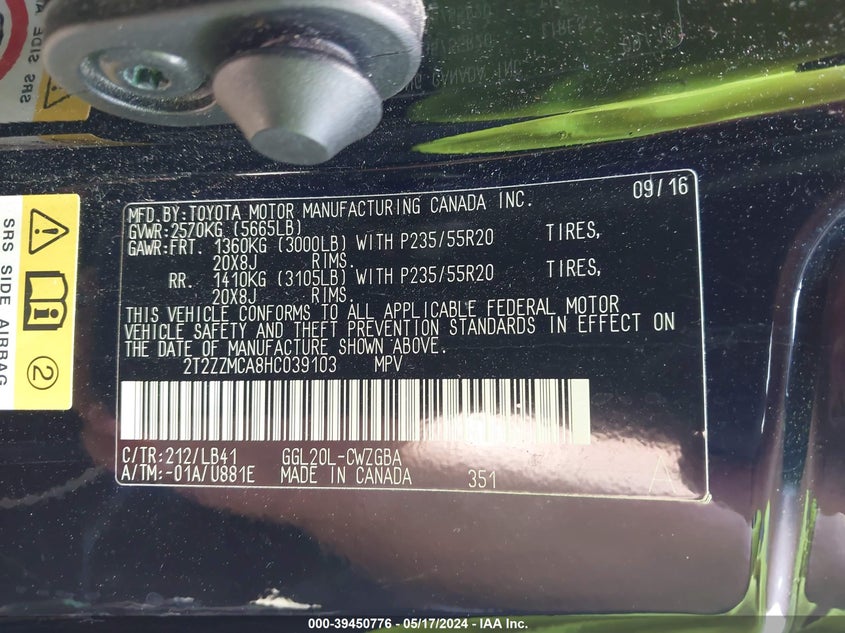 MFD.BY:TOYOTA MOTOR MANUFACTURING CANADA INC. 09/16
GVWR:2570KG (5665LB)
GAWR:FRT. 1360KG (3000LB) WITH P235/55R20 TIRES,
20X8J RIMS.
RR. 1410KG (3105LB) WITH P235/55R20 TIRES,
20X8J RIMS.
THIS VEHICLE CONFORMS TO ALL APPLICABLE FEDERAL MOTOR
VEHICLE SAFETY AND THEFT PREVENTION STANDARDS IN EFFECT ON
THE DATE OF MANUFACTURE SHOWN ABOVE.
2T2ZZMCA8HC039103 MPV
C/TR:212/LB41 GGL20L-CWZGBA
A/TM:-01A/U881E MADE IN CANADA 351 A
SRS SIDE AIRBAG
2
SRS SIDE
000-39450776 - 05/17/2024 - IAA Inc.